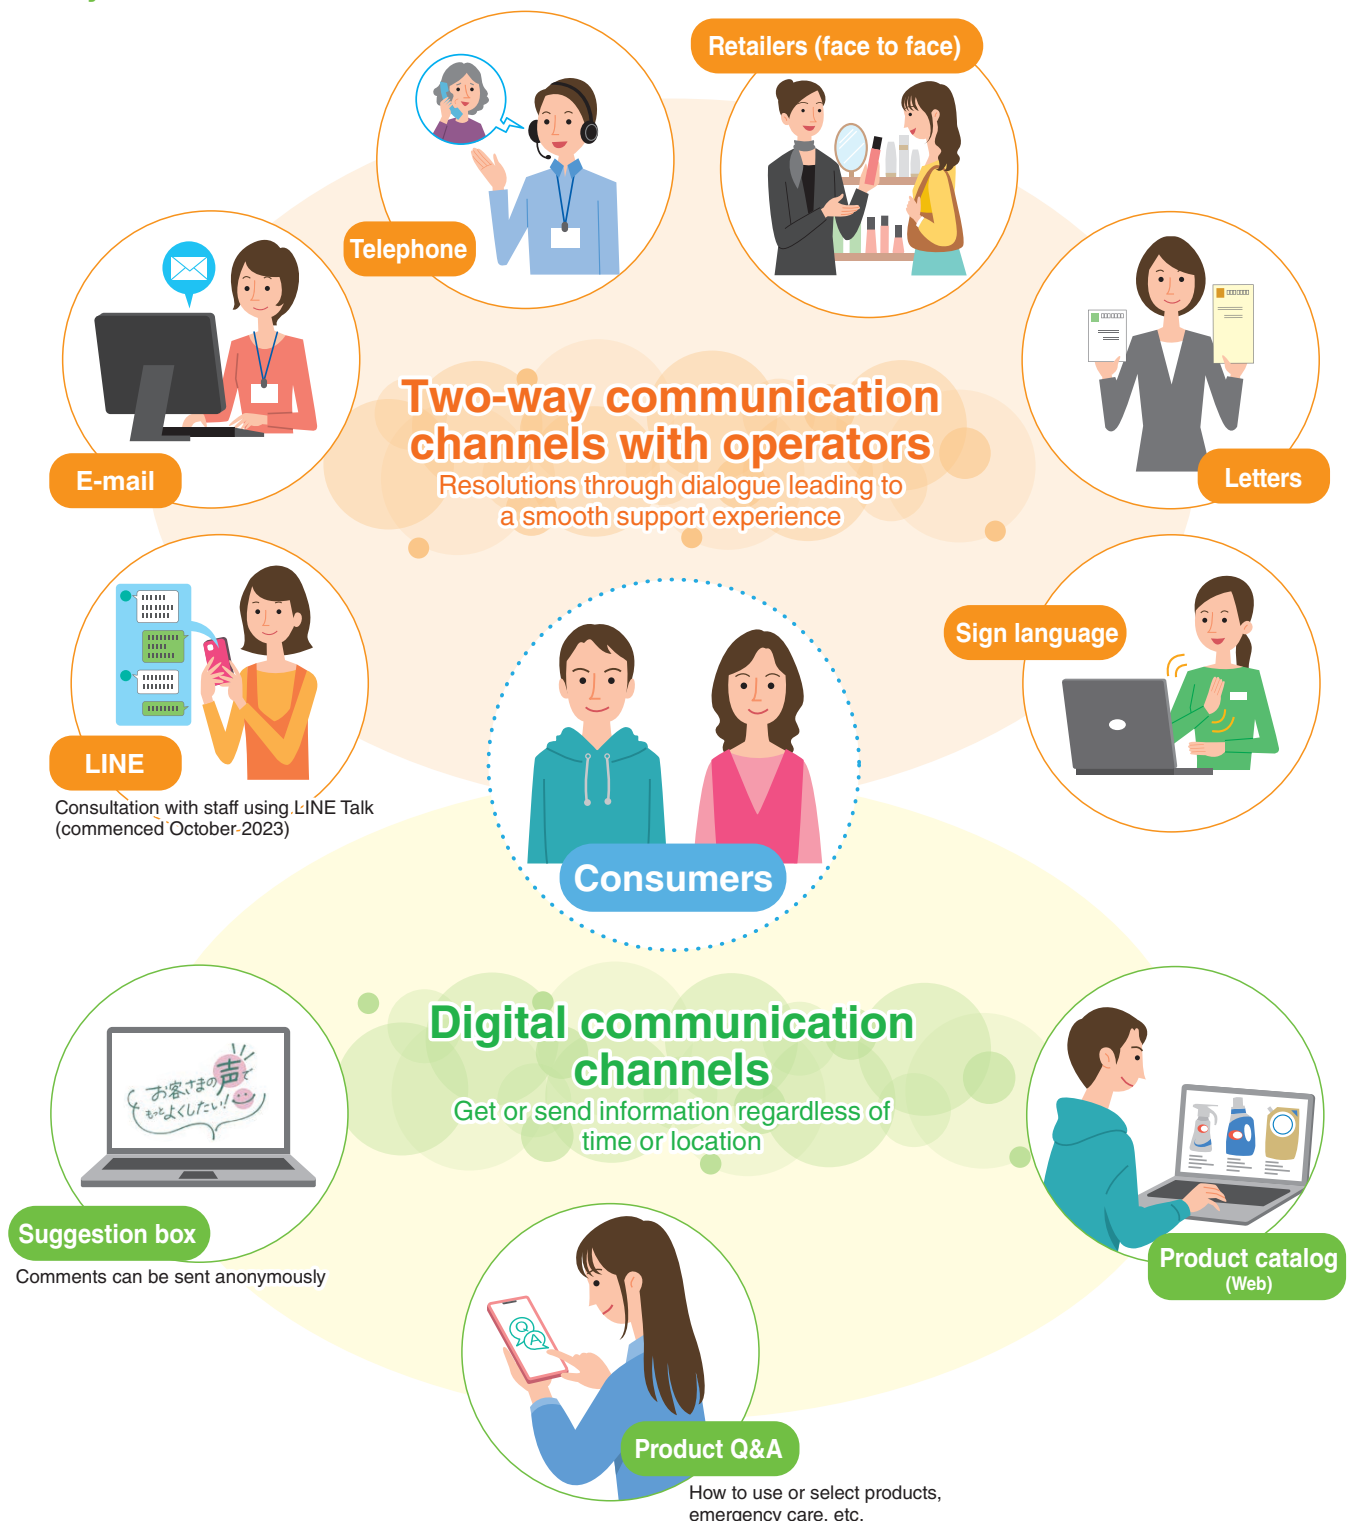 Retailers (face to face)
Telephone
E-mail
Letters
Two-way communication
channels with operators
Resolutions through dialogue leading to
a smooth support experience
Sign language
LINE
Consultation with staff using LINE Talk
(commenced October 2023)
Consumers
Digital communication
channels
Get or send information regardless of
time or location
お客さまの声で
もっとよくしたい!
Suggestion box
Comments can be sent anonymously
Product catalog
(Web)
Q
A
Product Q&A
How to use or select products,
emergency care, etc.